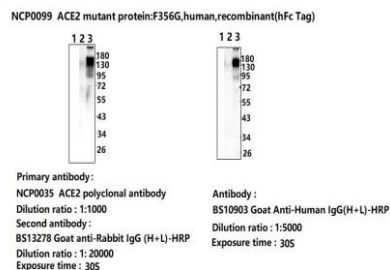 NCP0099 ACE2 mutant protein:F356G,human,recombinant(hFc Tag)
1 2 3
180
130
95
72
55
43
34
26
1 2 3
180
130
95
72
55
43
34
26
Primary antibody:
NCP0035 ACE2 polyclonal antibody
Dilution ratio : 1:1000
Second antibody:
BS13278 Goat anti-Rabbit IgG (H+L)-HRP
Dilution ratio : 1: 20000
Exposure time : 30S
Antibody :
BS10903 Goat Anti-Human IgG(H+L)-HRP
Dilution ratio : 1:5000
Exposure time : 30S